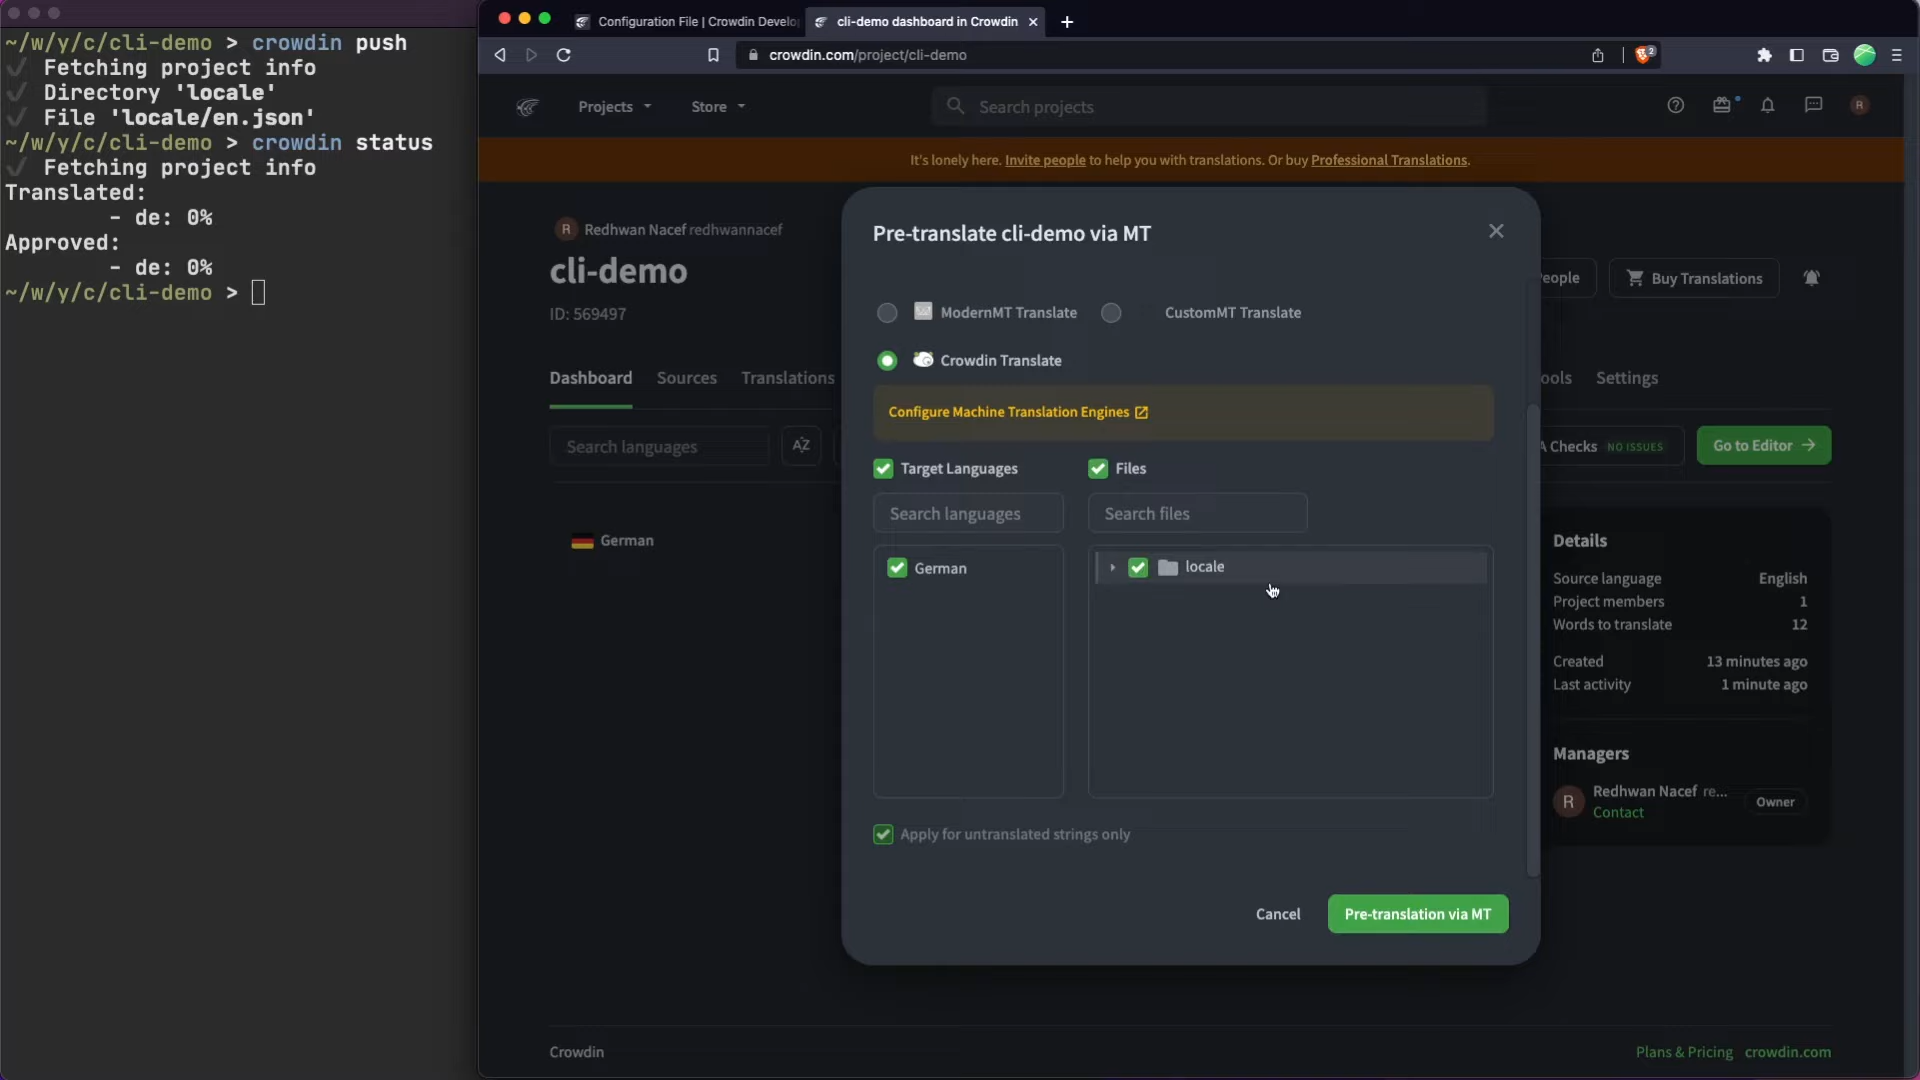 ~/w/y/c/cli-demo > crowdin push
✓ Fetching project info
✓ Directory 'locale'
✓ File 'locale/en.json'
~/w/y/c/cli-demo > crowdin status
✓ Fetching project info
Translated:
- de: 0%
Approved:
- de: 0%
~/w/y/c/cli-demo >
Configuration File | Crowdin Develo
cli-demo dashboard in Crowdin
crowdin.com/project/cli-demo
2
Projects
Store
Search projects
R
It's lonely here. Invite people to help you with translations. Or buy Professional Translations.
R Redhwan Nacef redhwannacef
cli-demo
ID: 569497
eople
Buy Translations
Dashboard
Sources
Translations
ools
Settings
Search languages
AZ
A Checks NO ISSUES
Go to Editor →
German
Pre-translate cli-demo via MT
ModernMT Translate
CustomMT Translate
Crowdin Translate
Configure Machine Translation Engines
Target Languages
Files
Search languages
Search files
German
locale
Apply for untranslated strings only
Cancel
Pre-translation via MT
Details
Source language English
Project members 1
Words to translate 12
Created 13 minutes ago
Last activity 1 minute ago
Managers
R
Redhwan Nacef re...
Contact
Owner
Crowdin
Plans & Pricing
crowdin.com